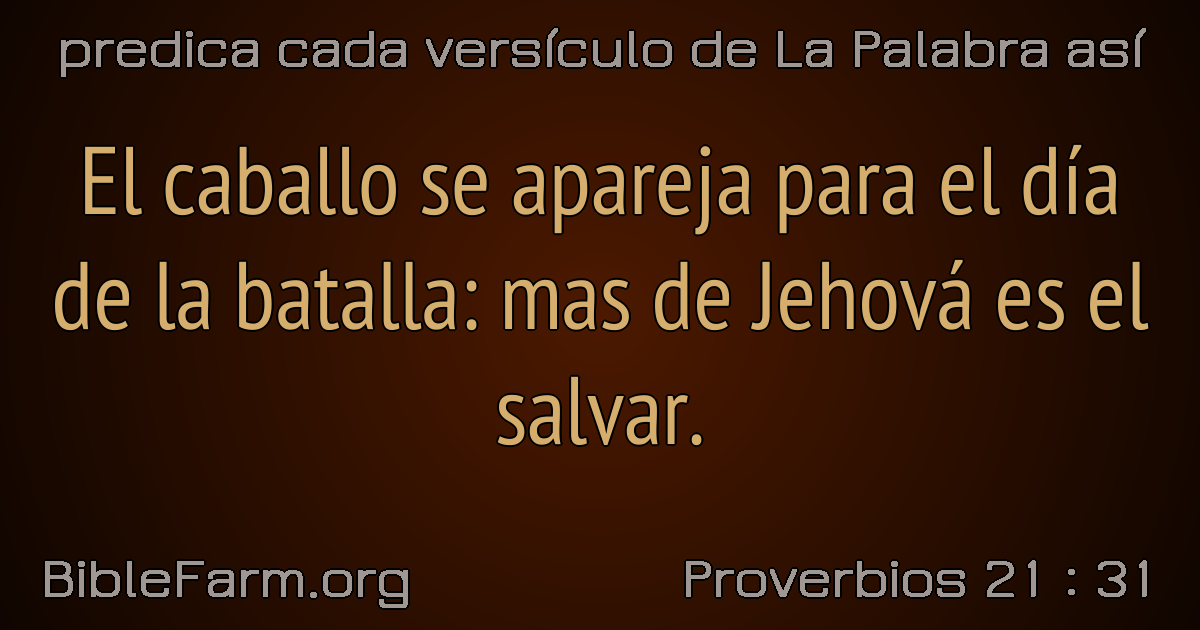 predica cada versículo de La Palabra así
El caballo se apareja para el día
de la batalla: mas de Jehová es el
salvar.
BibleFarm.org
Proverbios 21 : 31